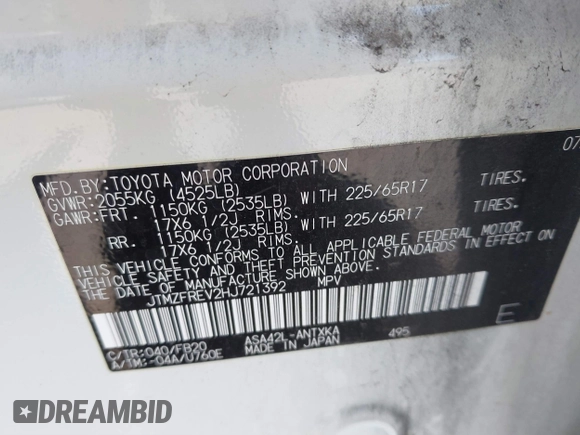 MFD.BY:TOYOTA MOTOR CORPORATION 07
GVWR:2055KG (4525LB)
GAWR:FRT. 1150KG (2535LB) WITH 225/65R17 TIRES.
17X6 1/2J RIMS.
RR. 1150KG (2535LB) WITH 225/65R17 TIRES.
17X6 1/2J RIMS.
THIS VEHICLE CONFORMS TO ALL APPLICABLE FEDERAL MOTOR
VEHICLE SAFETY AND THEFT PREVENTION STANDARDS IN EFFECT ON
THE DATE OF MANUFACTURE SHOWN ABOVE.
JTMZFREV2HJ721392 MPV
C/TR:040/FB20 ASA42L-ANTXKA 495 E
A/TM:-04A/U760E MADE IN JAPAN
DREAMBID